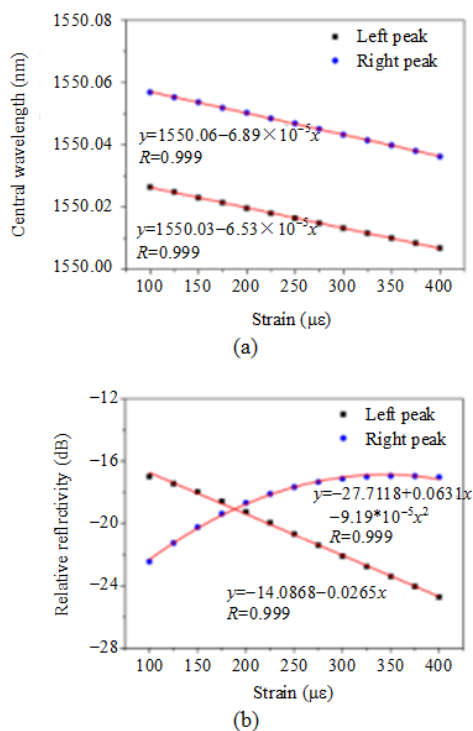 1550.08
Left peak
Right peak
1550.06
1550.04
1550.02
1550.00
Central wavelength (nm)
y=1550.06−6.89×10⁻⁵x
R=0.999
y=1550.03−6.53×10⁻⁵x
R=0.999
100 150 200 250 300 350 400
Strain (με)
(a)
−12
Left peak
Right peak
−16
−20
−24
−28
Relative reflrctivity (dB)
y=−27.7118+0.0631x
−9.19*10⁻⁵x²
R=0.999
y=−14.0868−0.0265x
R=0.999
100 150 200 250 300 350 400
Strain (με)
(b)